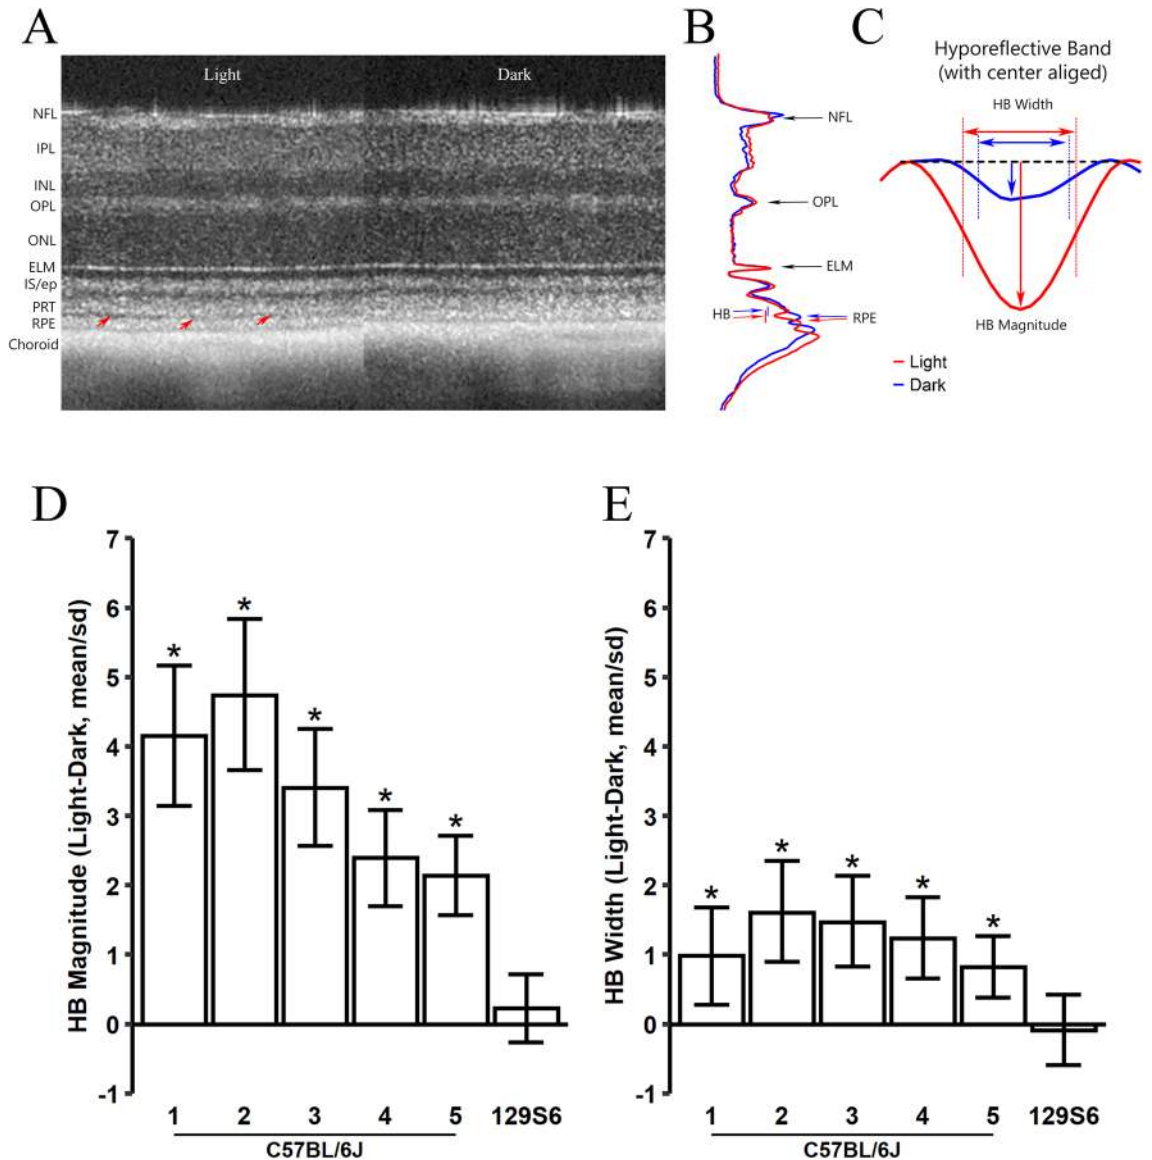 A
Light
Dark
NFL
IPL
INL
OPL
ONL
ELM
IS/ep
PRT
RPE
Choroid
B
NFL
OPL
ELM
HB
RPE
C
Hyporeflective Band
(with center aliged)
HB Width
HB Magnitude
Light
Dark
D
HB Magnitude (Light-Dark, mean/sd)
7
6
5
4
3
2
1
0
-1
*
*
*
*
*
1 2 3 4 5 129S6
C57BL/6J
E
HB Width (Light-Dark, mean/sd)
7
6
5
4
3
2
1
0
-1
*
*
*
*
*
1 2 3 4 5 129S6
C57BL/6J